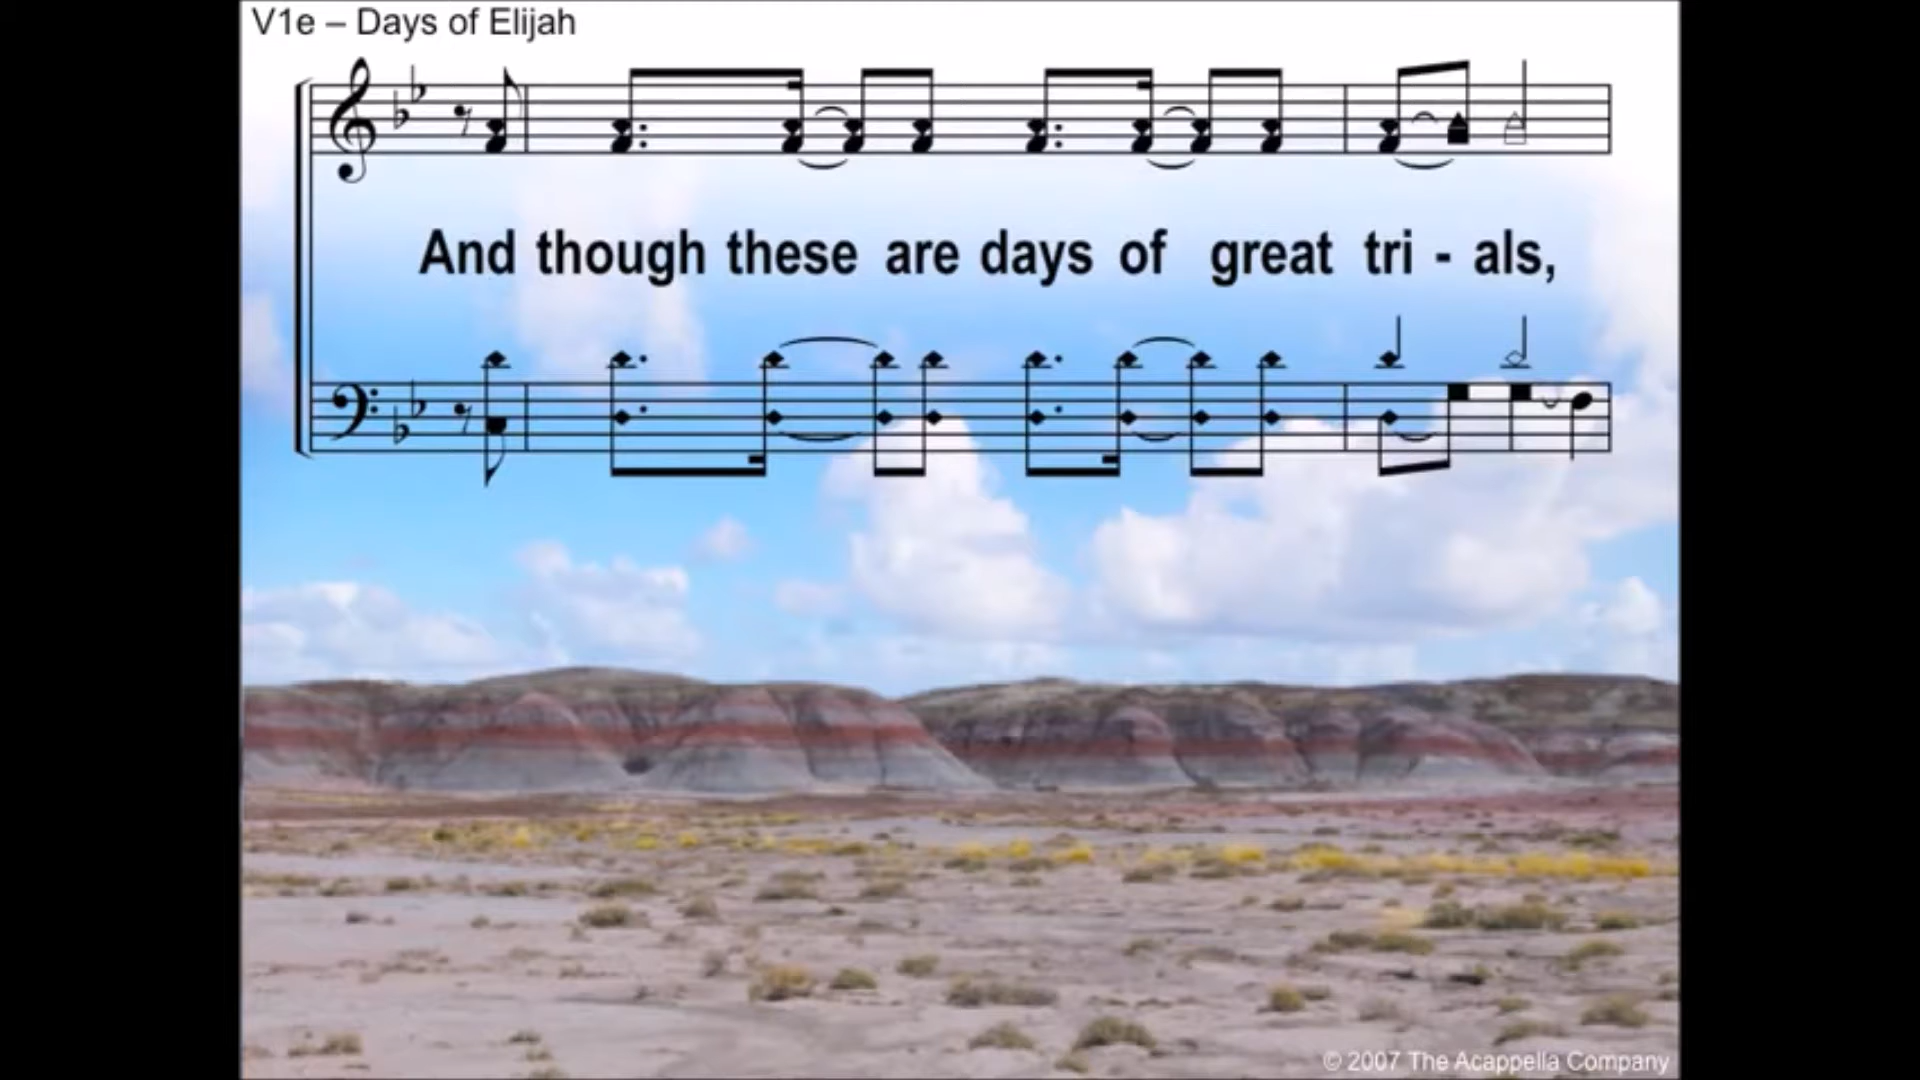 V1e – Days of Elijah
And though these are days of great tri - als,
© 2007 The Acappella Company